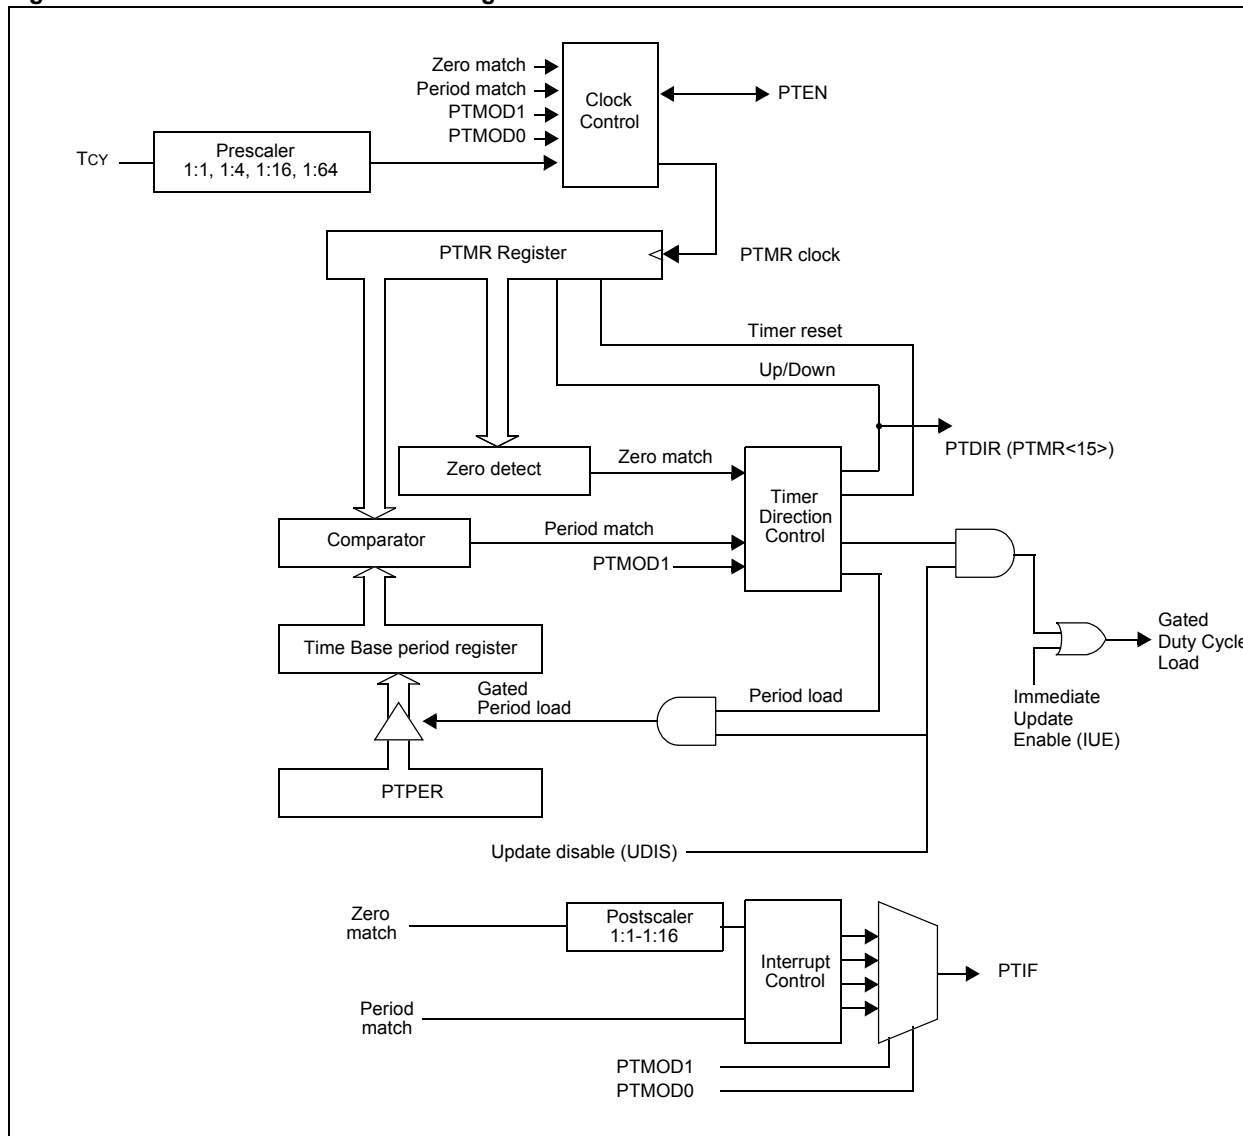 Zero match
Period match
PTMOD1
PTMOD0
Clock
Control
PTEN
TCY
Prescaler
1:1, 1:4, 1:16, 1:64
PTMR Register
PTMR clock
Timer reset
Up/Down
PTDIR (PTMR<15>)
Zero detect
Zero match
Timer
Direction
Control
Comparator
Period match
PTMOD1
Time Base period register
Gated
Period load
Period load
Gated
Duty Cycle
Load
Immediate
Update
Enable (IUE)
PTPER
Update disable (UDIS)
Zero
match
Postscaler
1:1-1:16
Interrupt
Control
PTIF
Period
match
PTMOD1
PTMOD0